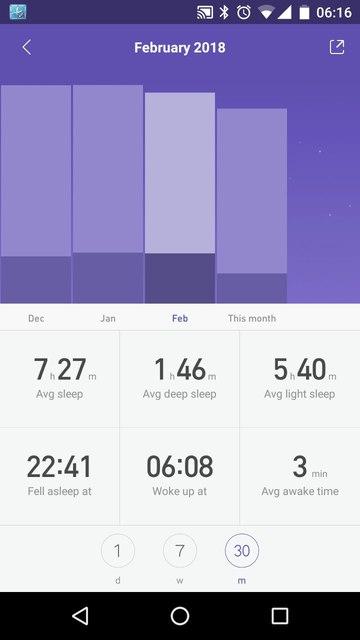 06:16
February 2018
Dec Jan Feb This month
7 h 27 m 1 h 46 m 5 h 40 m
Avg sleep Avg deep sleep Avg light sleep
22:41 06:08 3 min
Fell asleep at Woke up at Avg awake time
1 7 30
d w m